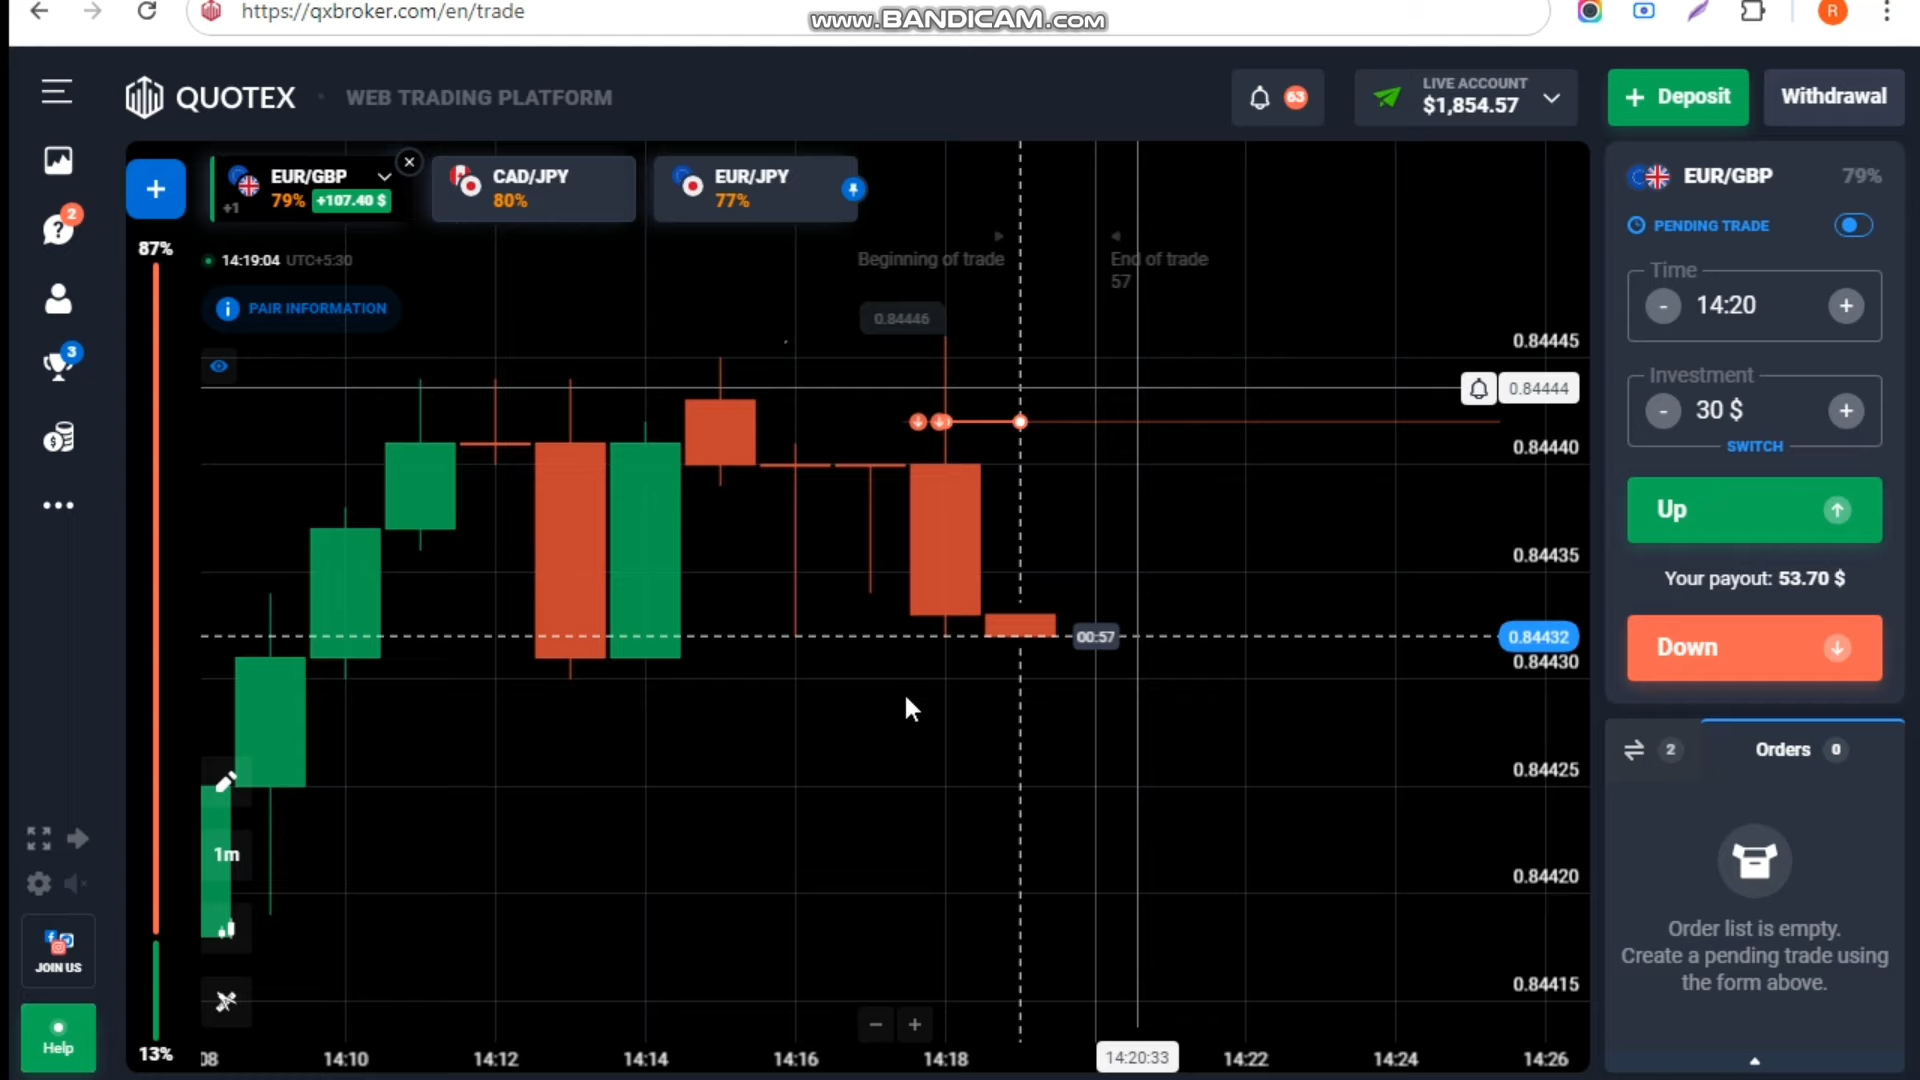 https://qxbroker.com/en/trade
www.BANDICAM.com
R
QUOTEX
WEB TRADING PLATFORM
63
LIVE ACCOUNT
$1,854.57
+ Deposit
Withdrawal
+
EUR/GBP
+1
79%
+107.40 $
CAD/JPY
80%
EUR/JPY
77%
EUR/GBP
79%
2
3
87%
14:19:04 UTC+5:30
PAIR INFORMATION
Beginning of trade
End of trade
57
0.84446
PENDING TRADE
Time
- 14:20 +
Investment
- 30 $ +
SWITCH
Up
Your payout: 53.70 $
Down
0.84445
0.84444
0.84440
0.84435
00:57
0.84432
0.84430
0.84425
0.84420
0.84415
2
Orders 0
Order list is empty.
Create a pending trade using
the form above.
1m
JOIN US
Help
13%
08
14:10
14:12
14:14
14:16
14:18
14:20:33
14:22
14:24
14:26